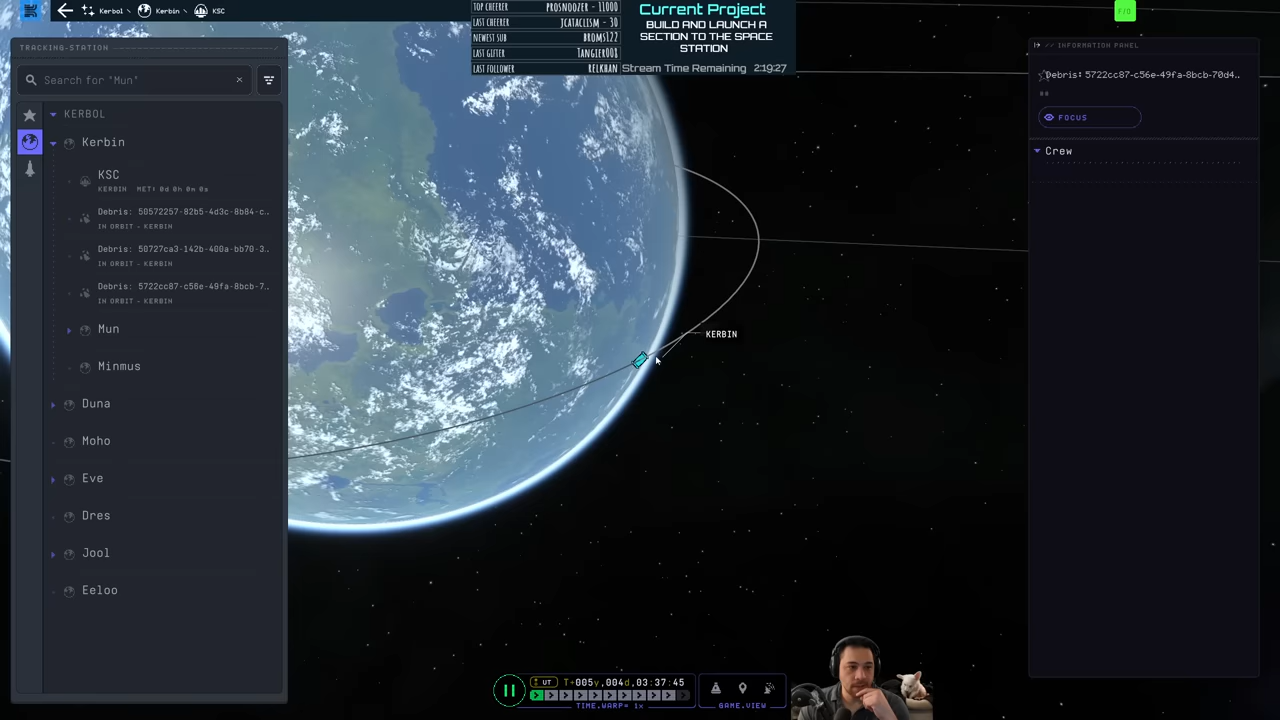 Kerbol
Kerbin
KSC
TOP CHEERER PROSNOOZER - 11000
LAST CHEERER JCATACLISM - 30
NEWEST SUB BROMS122
LAST GIFTER TANGIER008
LAST FOLLOWER RELKHAN
Current Project
BUILD AND LAUNCH A
SECTION TO THE SPACE
STATION
Stream Time Remaining 2:19:27
F/O
TRACKING-STATION
Search for "Mun"
KERBOL
Kerbin
KSC
KERBIN MET: 0d 0h 0m 0s
Debris: 50572257-82b5-4d3c-8b84-c..
IN ORBIT - KERBIN
Debris: 50727ca3-142b-400a-bb70-3..
IN ORBIT - KERBIN
Debris: 5722cc87-c56e-49fa-8bcb-7..
IN ORBIT - KERBIN
Mun
Minmus
Duna
Moho
Eve
Dres
Jool
Eeloo
KERBIN
// INFORMATION PANEL
Debris: 5722cc87-c56e-49fa-8bcb-70d4..
FOCUS
Crew
UT T+005y,004d,03:37:45
TIME.WARP= 1x
GAME.VIEW